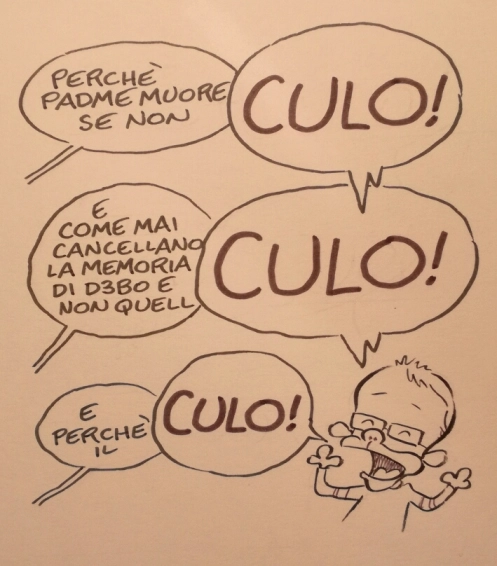 PERCHÈ
PADME MUORE
SE NON
CULO!
E
COME MAI
CANCELLANO
LA MEMORIA
DI D3BO E
NON QUELL
CULO!
E
PERCHÈ
IL
CULO!